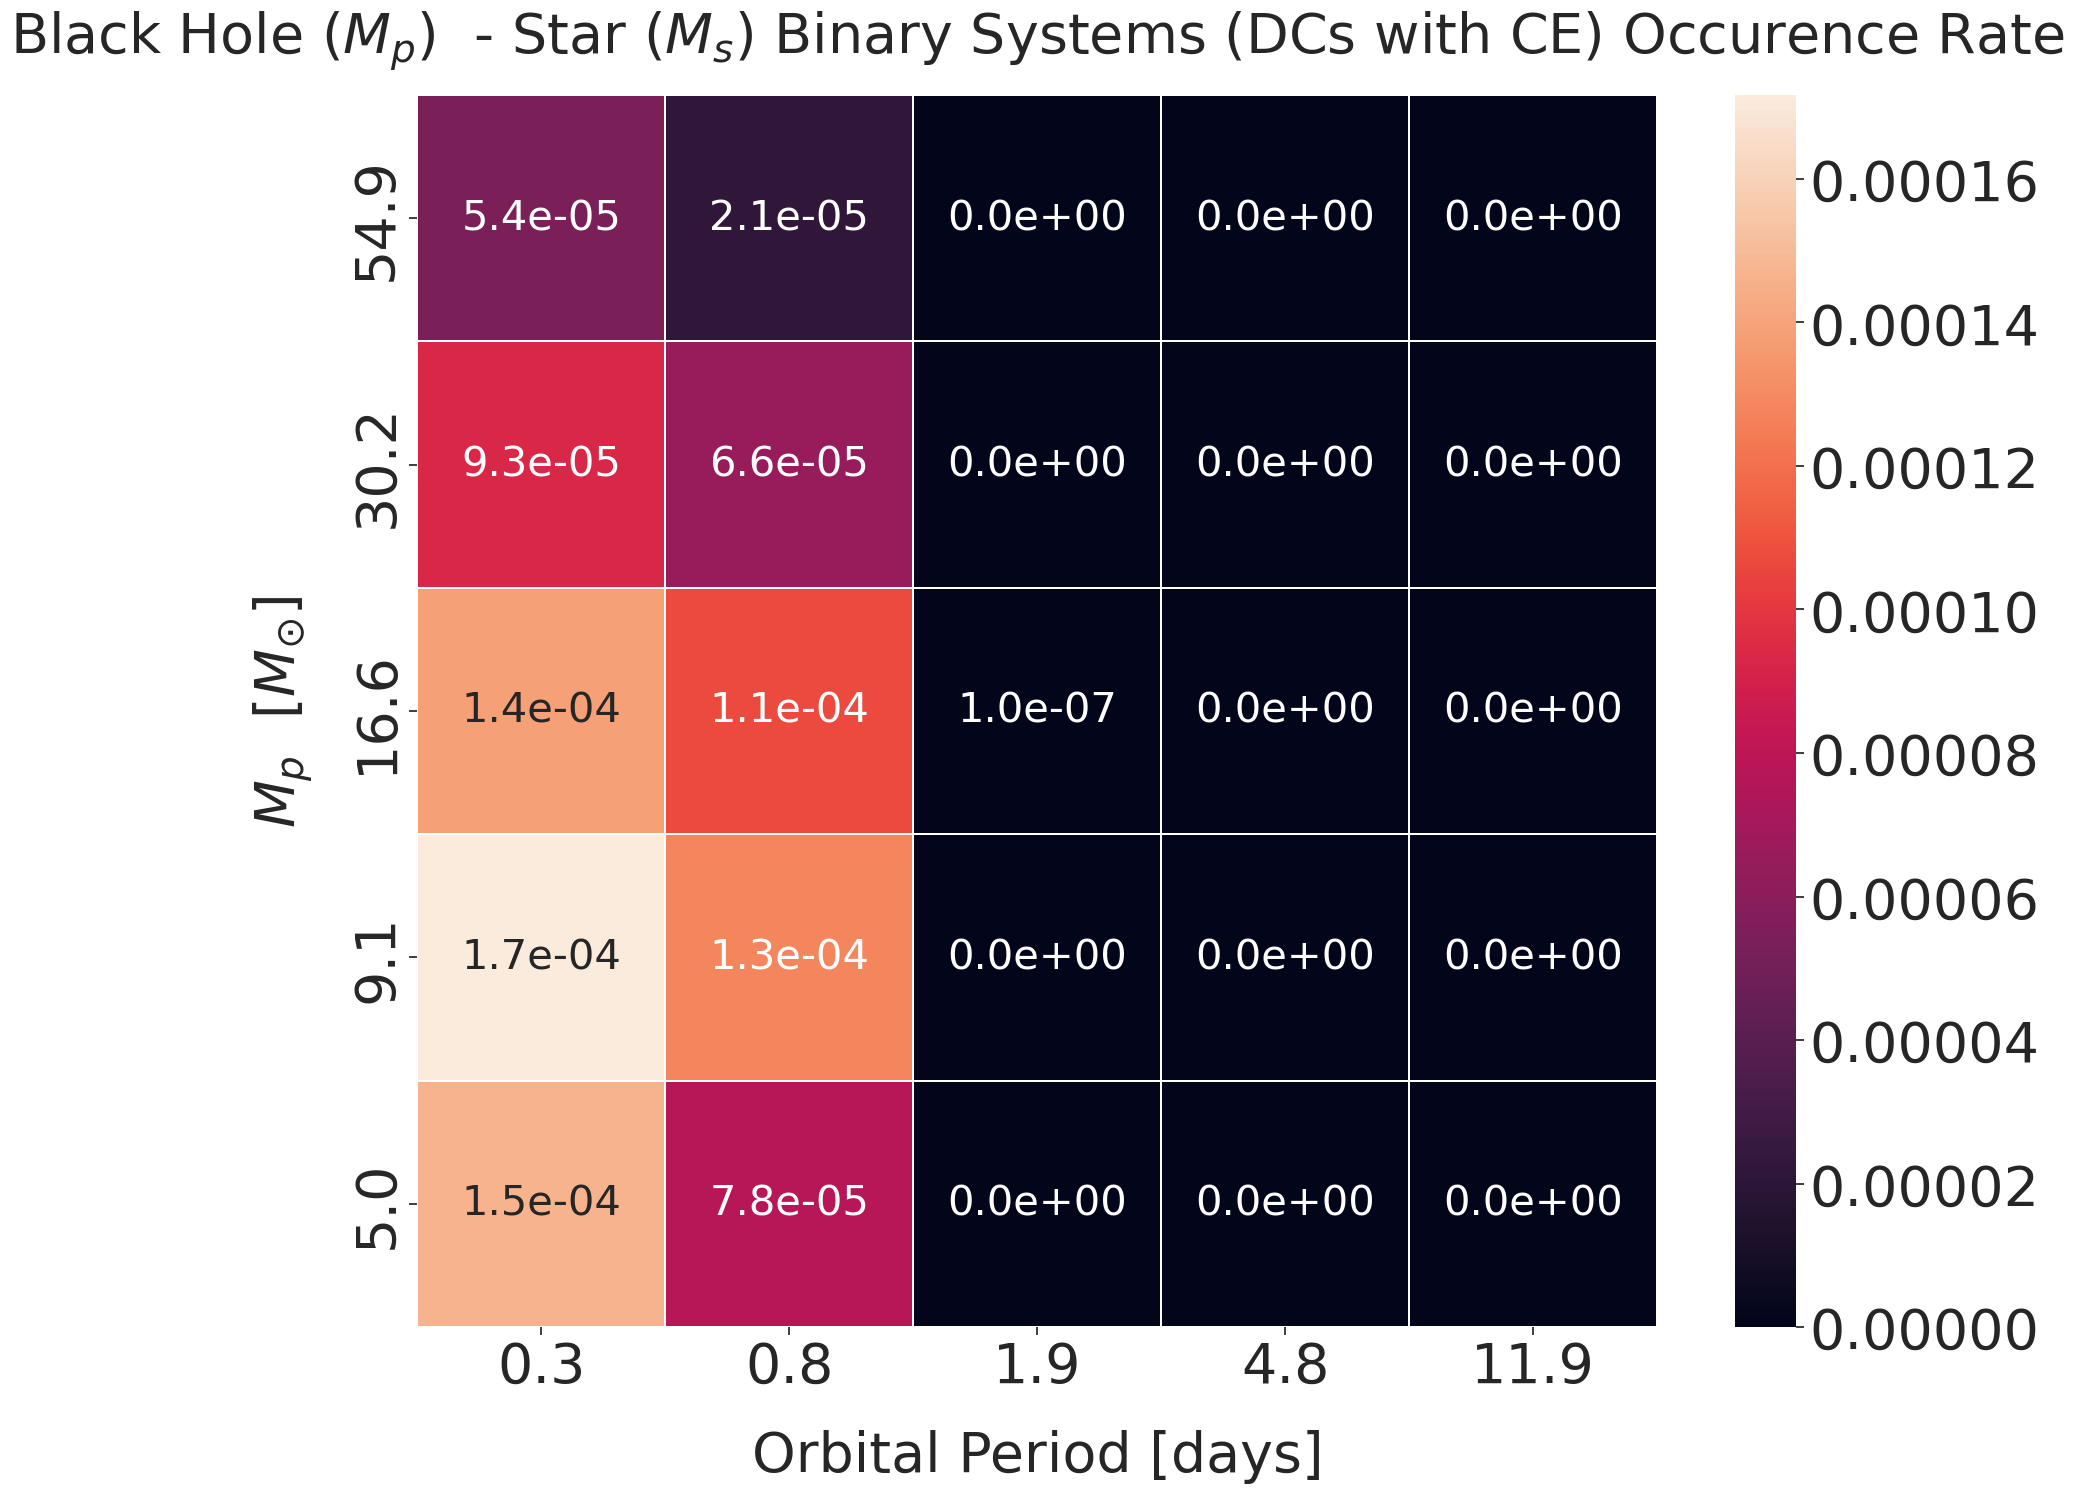 Black Hole (M_p) - Star (M_s) Binary Systems (DCs with CE) Occurence Rate
M_p [M_⊙]
54.9
5.4e-05 2.1e-05 0.0e+00 0.0e+00 0.0e+00
30.2
9.3e-05 6.6e-05 0.0e+00 0.0e+00 0.0e+00
16.6
1.4e-04 1.1e-04 1.0e-07 0.0e+00 0.0e+00
9.1
1.7e-04 1.3e-04 0.0e+00 0.0e+00 0.0e+00
5.0
1.5e-04 7.8e-05 0.0e+00 0.0e+00 0.0e+00
0.3 0.8 1.9 4.8 11.9
Orbital Period [days]
0.00016
0.00014
0.00012
0.00010
0.00008
0.00006
0.00004
0.00002
0.00000